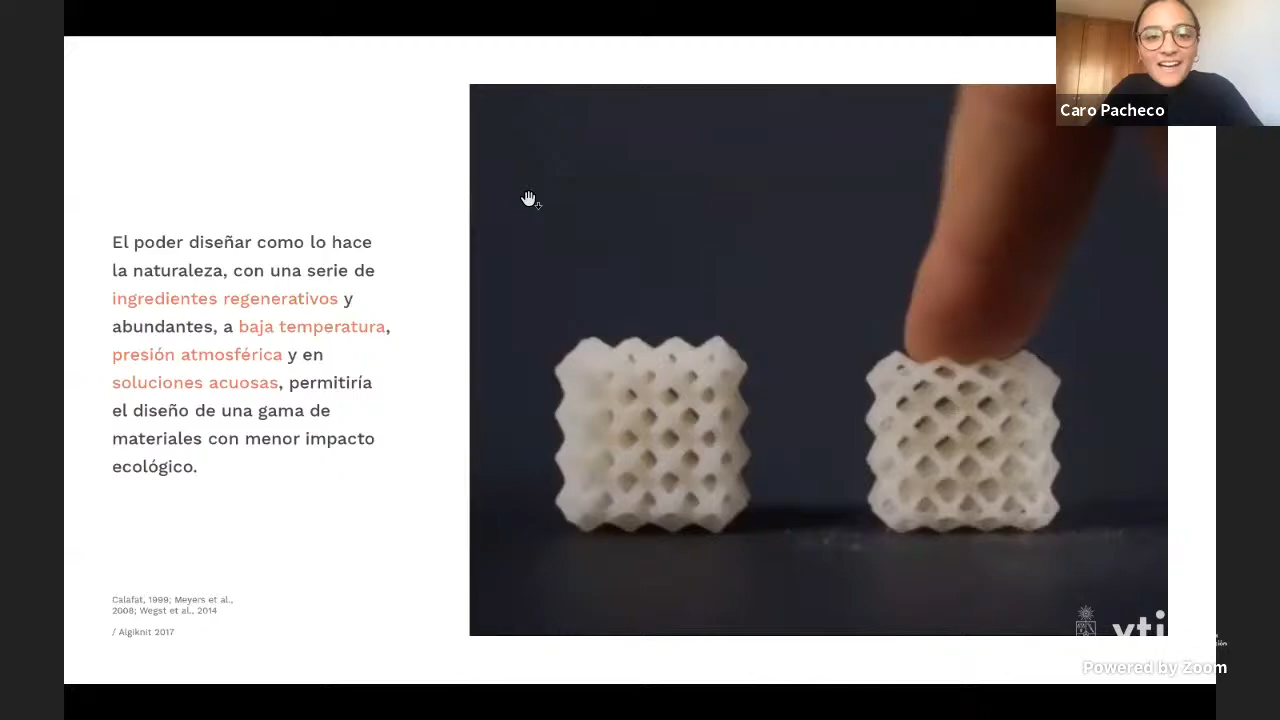 Caro Pacheco
El poder diseñar como lo hace
la naturaleza, con una serie de
ingredientes regenerativos y
abundantes, a baja temperatura,
presión atmosférica y en
soluciones acuosas, permitiría
el diseño de una gama de
materiales con menor impacto
ecológico.
Calafat, 1999; Meyers et al.,
2008; Wegst et al., 2014
/ Algiknit 2017
Powered by Zoom